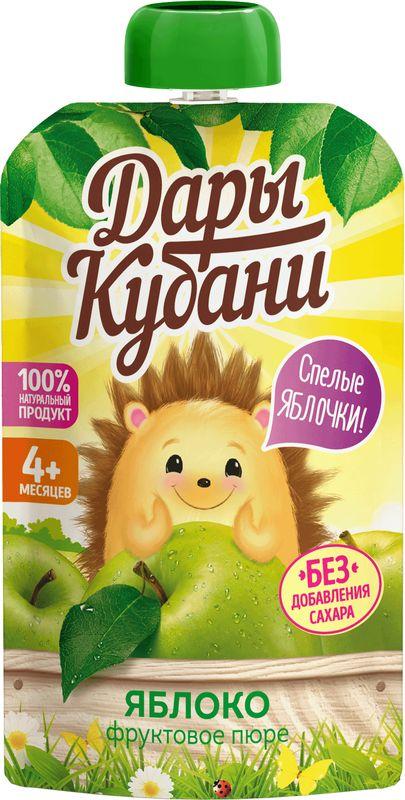 Дары
Кубани
Спелые
ЯБЛОЧКИ!
100%
НАТУРАЛЬНЫЙ
ПРОДУКТ
4+
МЕСЯЦЕВ
БЕЗ
ДОБАВЛЕНИЯ
САХАРА
ЯБЛОКО
фруктовое пюре